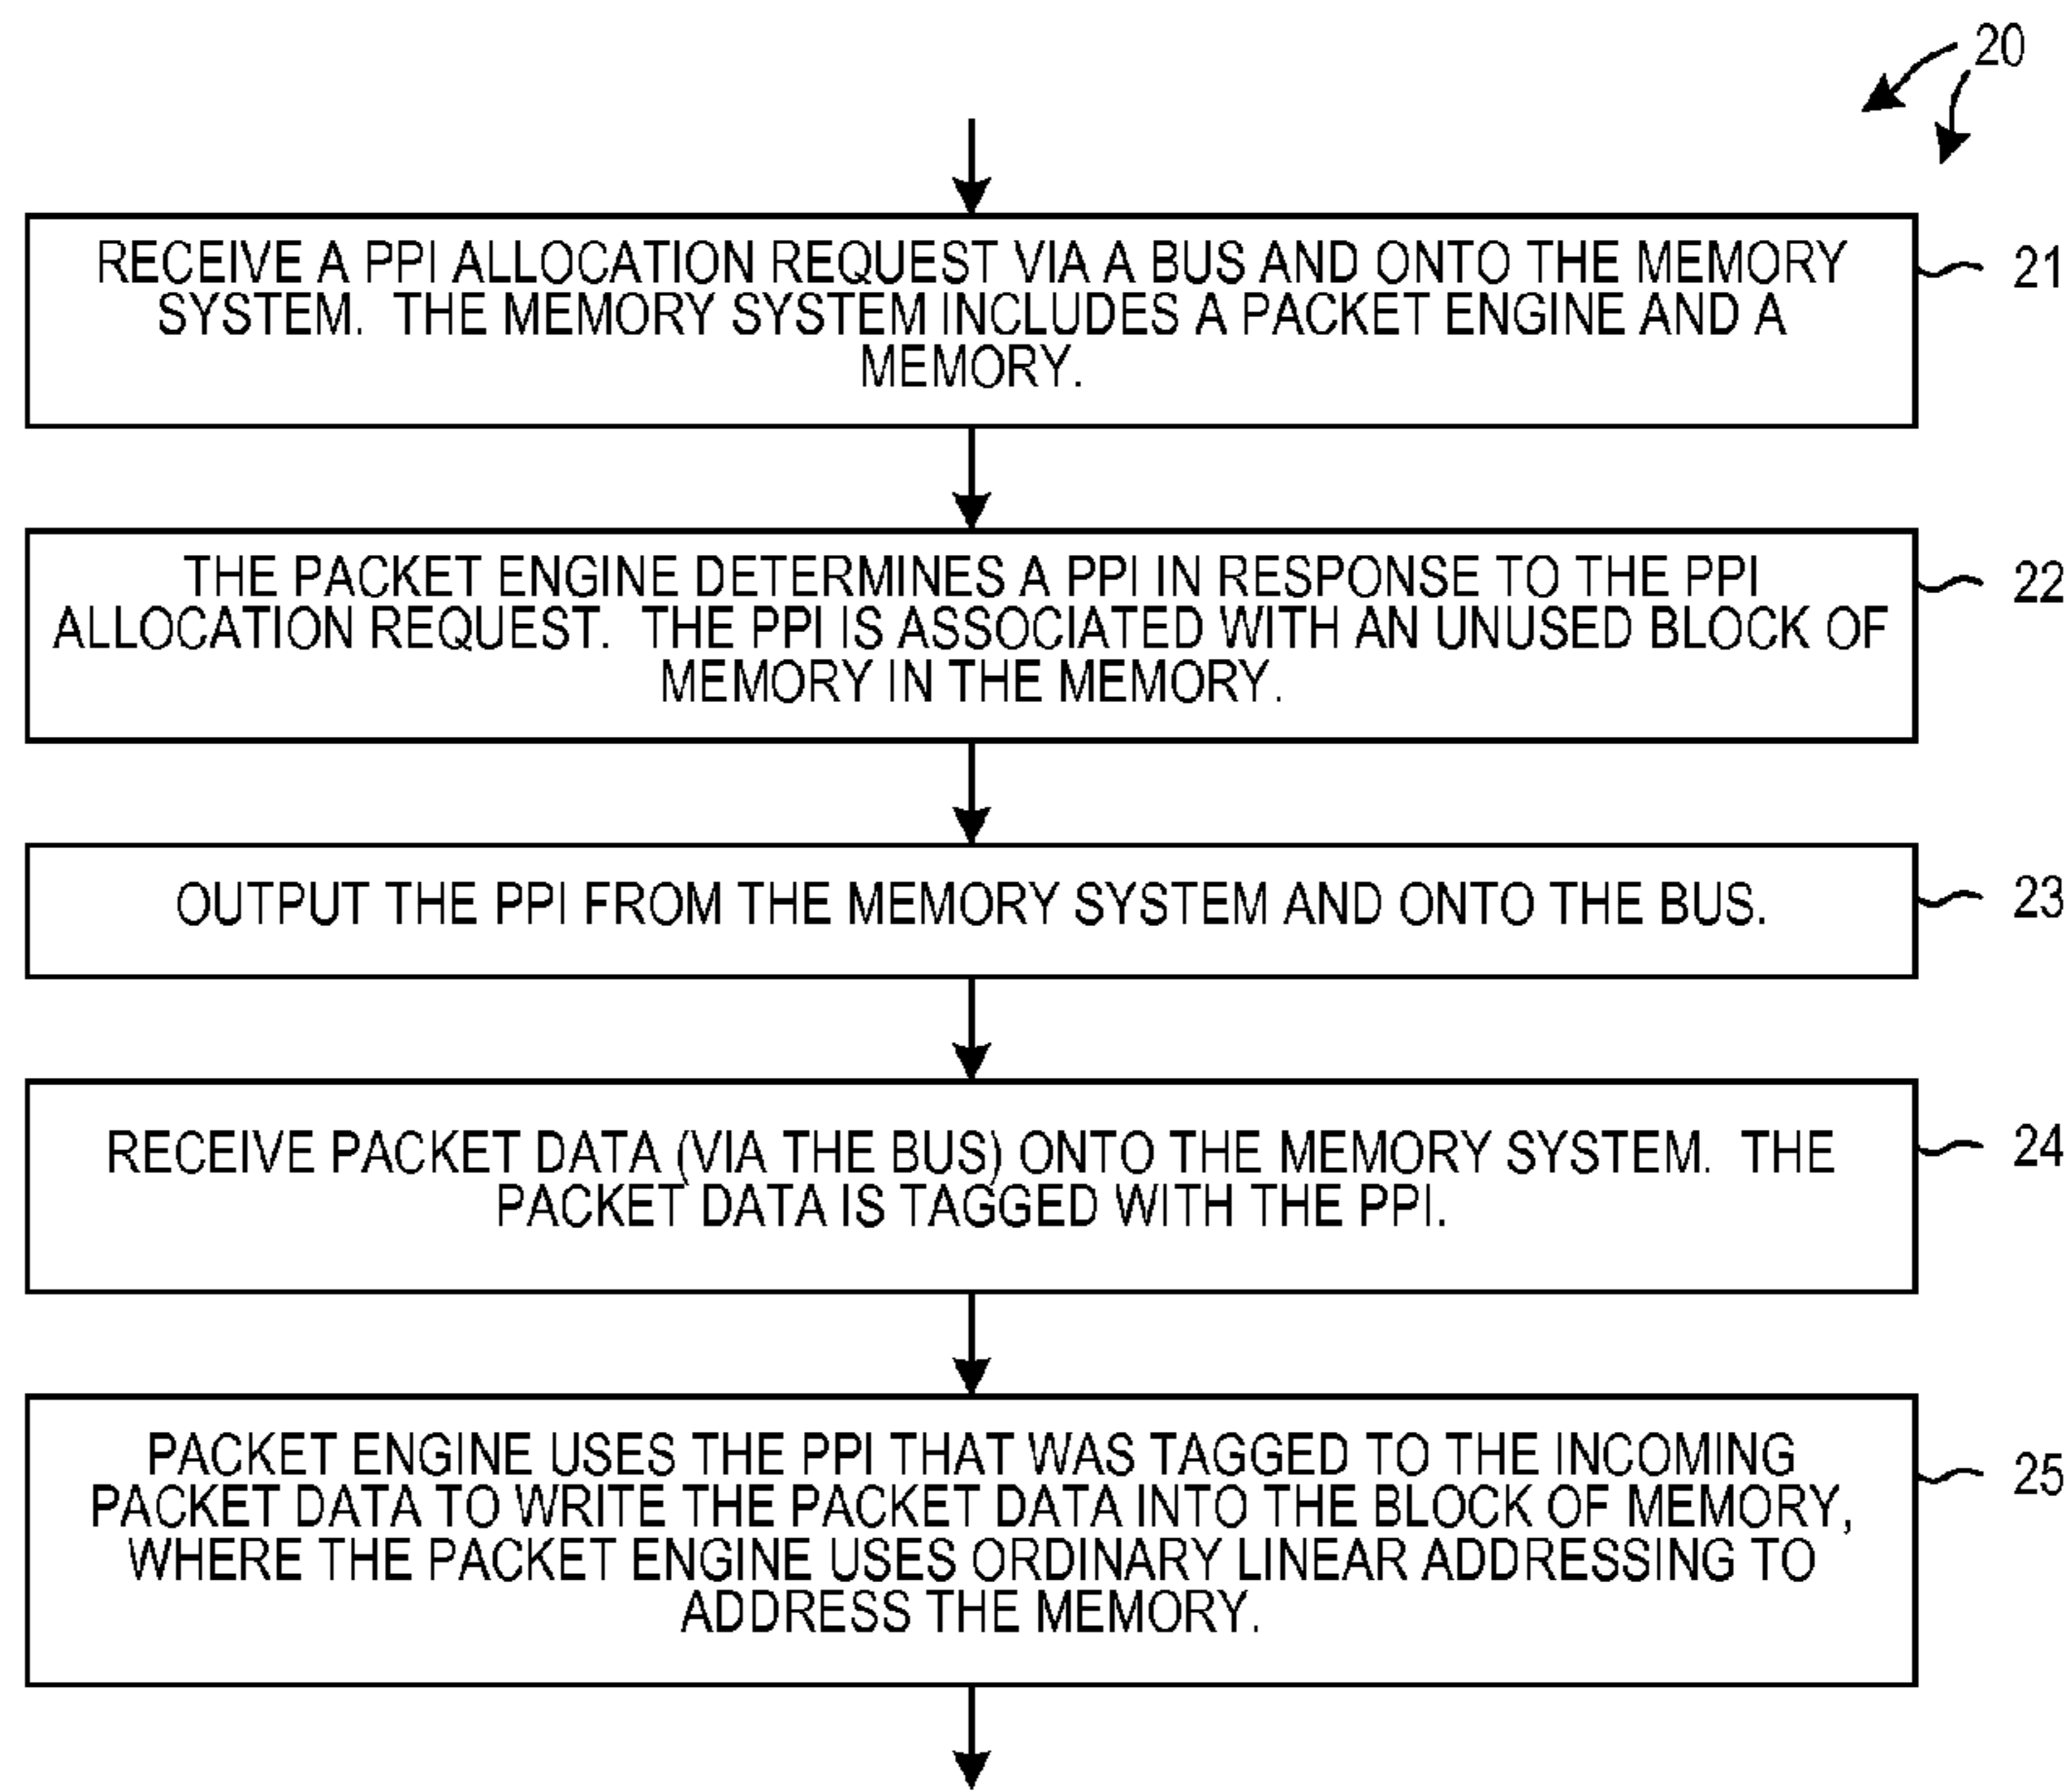 20
RECEIVE A PPI ALLOCATION REQUEST VIA A BUS AND ONTO THE MEMORY
SYSTEM. THE MEMORY SYSTEM INCLUDES A PACKET ENGINE AND A
MEMORY.
21
THE PACKET ENGINE DETERMINES A PPI IN RESPONSE TO THE PPI
ALLOCATION REQUEST. THE PPI IS ASSOCIATED WITH AN UNUSED BLOCK OF
MEMORY IN THE MEMORY.
22
OUTPUT THE PPI FROM THE MEMORY SYSTEM AND ONTO THE BUS.
23
RECEIVE PACKET DATA (VIA THE BUS) ONTO THE MEMORY SYSTEM. THE
PACKET DATA IS TAGGED WITH THE PPI.
24
PACKET ENGINE USES THE PPI THAT WAS TAGGED TO THE INCOMING
PACKET DATA TO WRITE THE PACKET DATA INTO THE BLOCK OF MEMORY,
WHERE THE PACKET ENGINE USES ORDINARY LINEAR ADDRESSING TO
ADDRESS THE MEMORY.
25